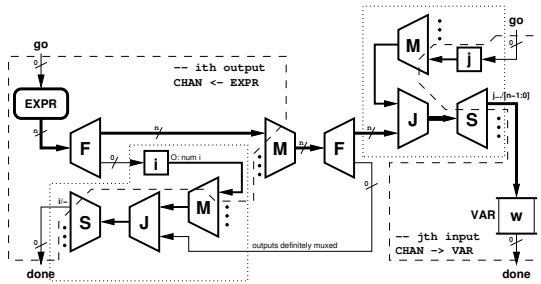 go
0
EXPR
n
F
-- ith output
CHAN <- EXPR
n
0
i
O: num i
M
n
F
n
0
i/-
S
J
M
0
outputs definitely muxed
done
M
j
go
0
J
S
j.../[n-1:0]
VAR
w
-- jth input
CHAN -> VAR
0
done